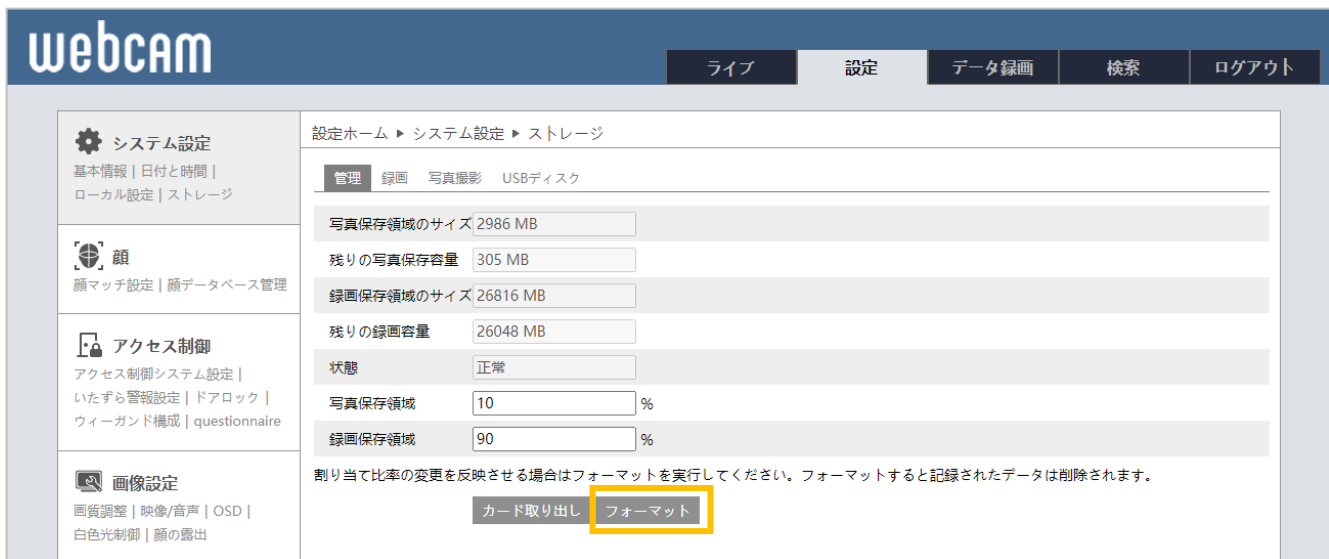 webcam
ライブ
設定
データ録画
検索
ログアウト
システム設定
基本情報 | 日付と時間 |
ローカル設定 | ストレージ
顔
顔マッチ設定 | 顔データベース管理
アクセス制御
アクセス制御システム設定 |
いたずら警報設定 | ドアロック |
ウィーガンド構成 | questionnaire
画像設定
画質調整 | 映像/音声 | OSD |
白色光制御 | 顔の露出
設定ホーム ▶ システム設定 ▶ ストレージ
管理 録画 写真撮影 USBディスク
写真保存領域のサイズ 2986 MB
残りの写真保存容量 305 MB
録画保存領域のサイズ 26816 MB
残りの録画容量 26048 MB
状態 正常
写真保存領域 10 %
録画保存領域 90 %
割り当て比率の変更を反映させる場合はフォーマットを実行してください。フォーマットすると記録されたデータは削除されます。
カード取り出し フォーマット